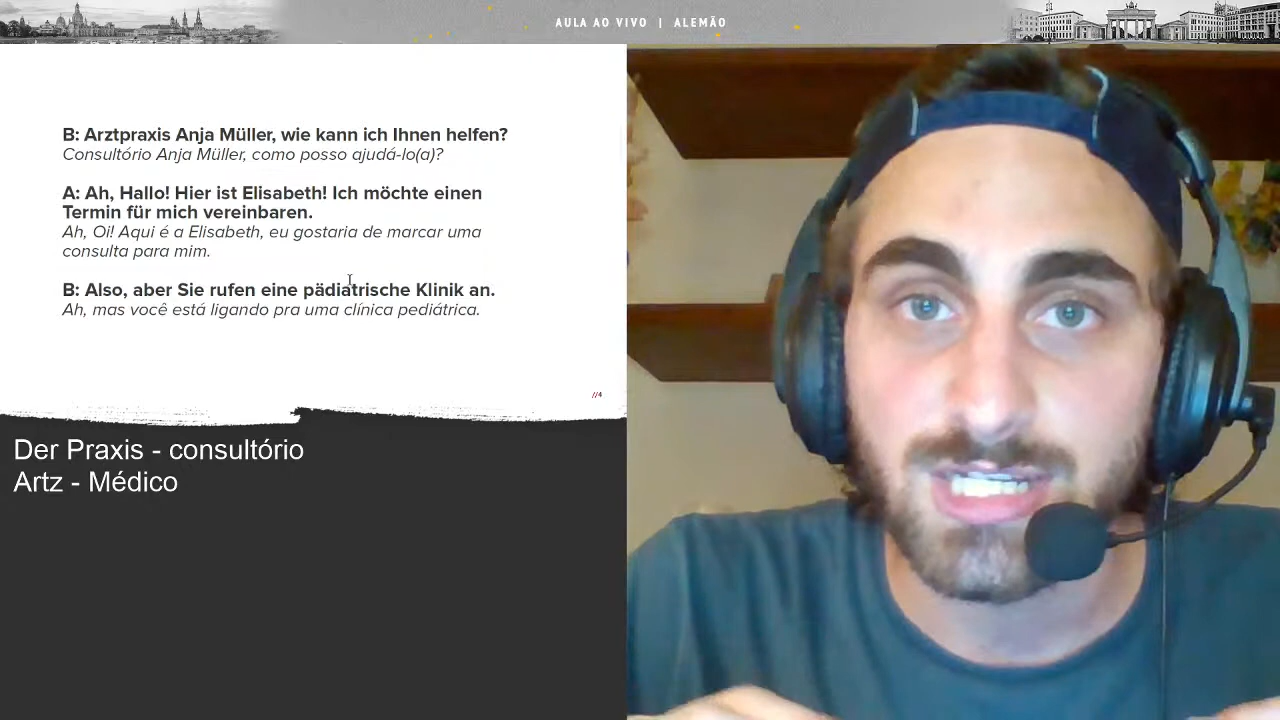 AULA AO VIVO | ALEMÃO
B: Arztpraxis Anja Müller, wie kann ich Ihnen helfen?
Consultório Anja Müller, como posso ajudá-lo(a)?
A: Ah, Hallo! Hier ist Elisabeth! Ich möchte einen
Termin für mich vereinbaren.
Ah, Oi! Aqui é a Elisabeth, eu gostaria de marcar uma
consulta para mim.
B: Also, aber Sie rufen eine pädiatrische Klinik an.
Ah, mas você está ligando pra uma clínica pediátrica.
//4
Der Praxis - consultório
Artz - Médico